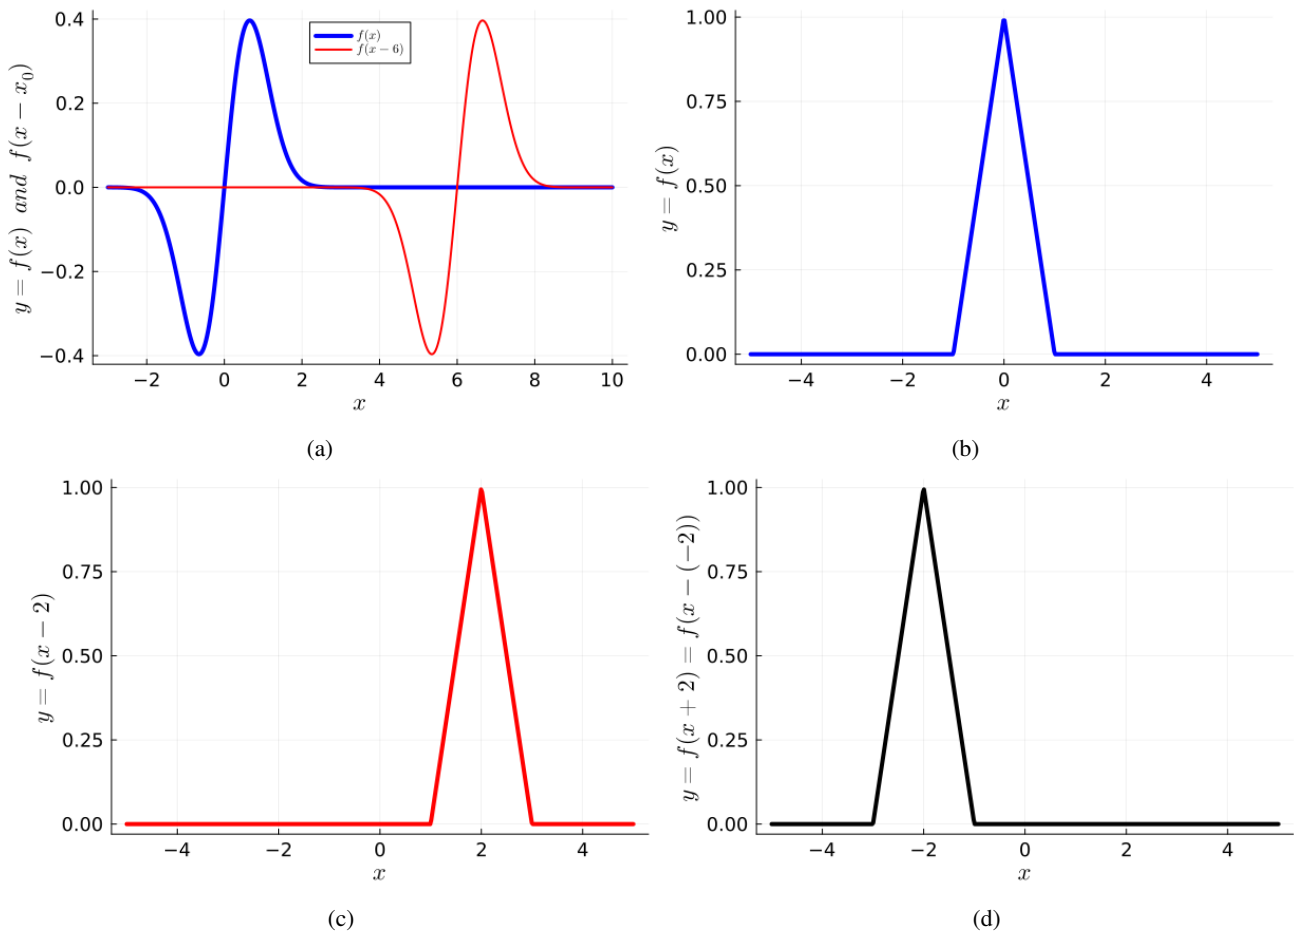 y = f(x) and f(x − x₀)
0.4
0.2
0.0
−0.2
−0.4
f(x)
f(x − 6)
−2 0 2 4 6 8 10
x
(a)
y = f(x)
1.00
0.75
0.50
0.25
0.00
−4 −2 0 2 4
x
(b)
y = f(x − 2)
1.00
0.75
0.50
0.25
0.00
−4 −2 0 2 4
x
(c)
y = f(x + 2) = f(x − (−2))
1.00
0.75
0.50
0.25
0.00
−4 −2 0 2 4
x
(d)